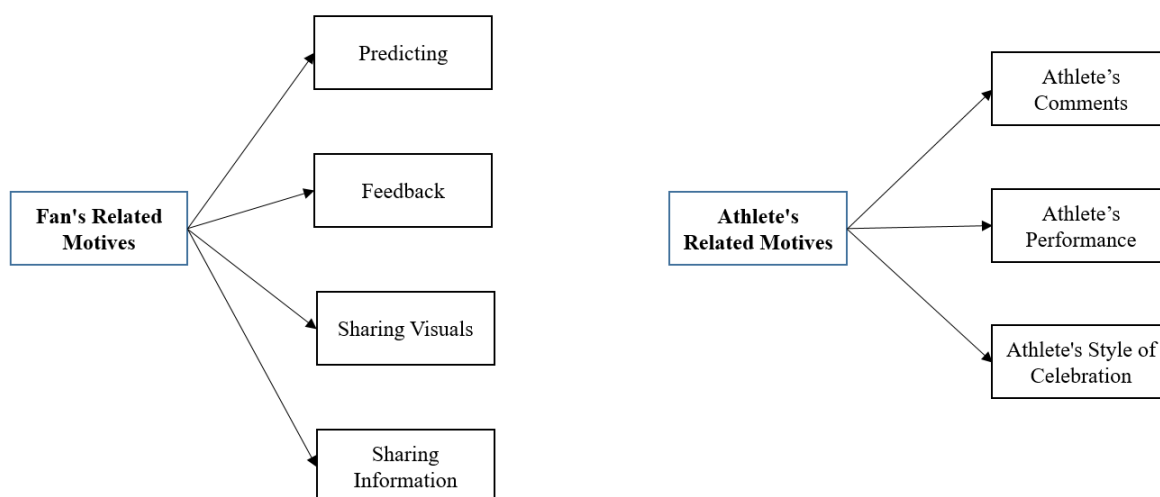 Predicting
Feedback
Fan's Related
Motives
Sharing Visuals
Sharing
Information
Athlete’s
Comments
Athlete's
Related Motives
Athlete’s
Performance
Athlete's Style of
Celebration